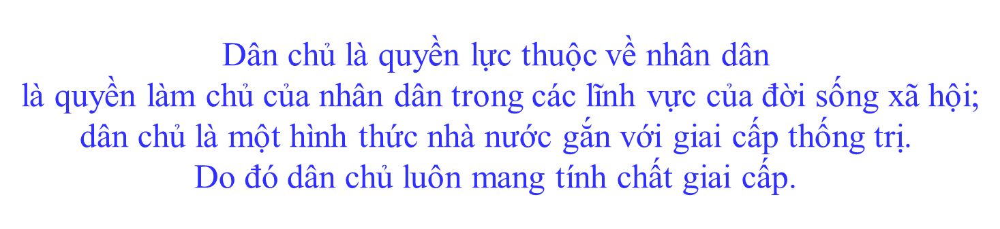 Dân chủ là quyền lực thuộc về nhân dân
là quyền làm chủ của nhân dân trong các lĩnh vực của đời sống xã hội;
dân chủ là một hình thức nhà nước gắn với giai cấp thống trị.
Do đó dân chủ luôn mang tính chất giai cấp.